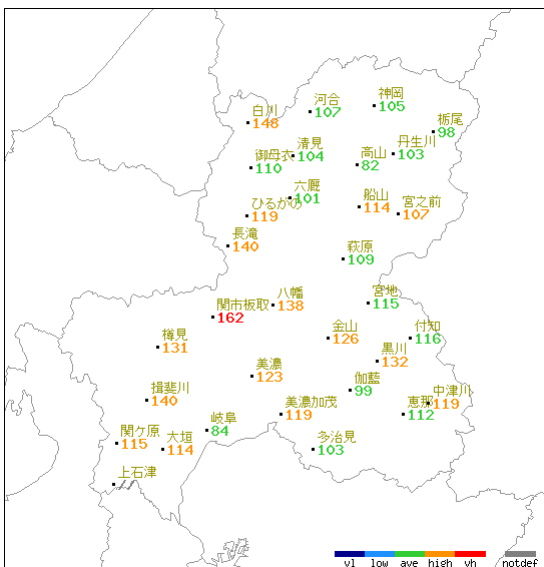 神岡
105
河合
107
白川
148
栃尾
98
清見
104
丹生川
103
御母衣
110
高山
82
六厩
101
船山
114
宮之前
107
ひるがの
119
長滝
140
萩原
109
宮地
115
八幡
138
関市板取
162
金山
126
付知
116
樽見
131
黒川
132
美濃
123
伽藍
99
中津川
119
揖斐川
140
美濃加茂
119
恵那
112
岐阜
84
関ケ原
115
大垣
114
多治見
103
上石津
vl low ave high vh notdef